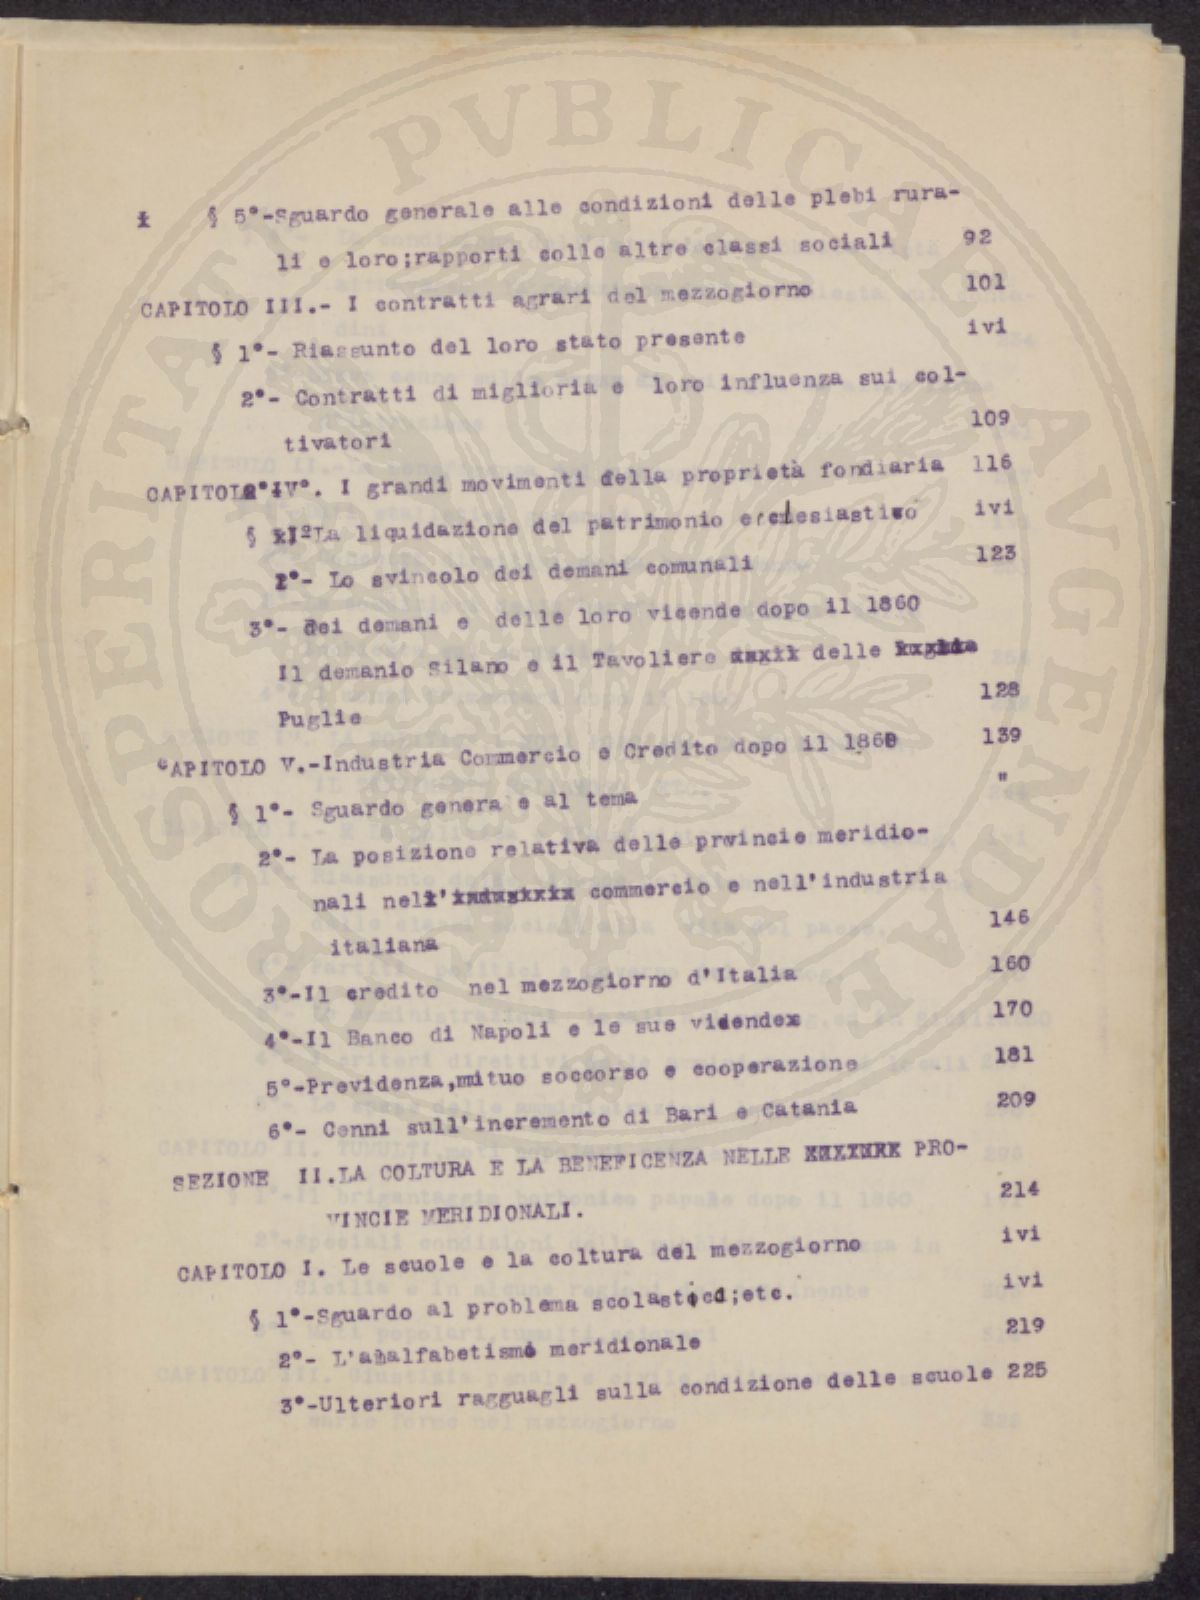 § 5°-Sguardo generale alle condizioni delle plebi rura-
li e loro;rapporti colle altre classi sociali 92
CAPITOLO III.- I contratti agrari del mezzogiorno 101
§ 1°- Riassunto del loro stato presente ivi
2°- Contratti di miglioria e loro influenza sui col-
tivatori 109
CAPITOLO IV°. I grandi movimenti della proprietà fondiaria 116
§ I°La liquidazione del patrimonio ecclesiastico ivi
2°- Lo svincolo dei demani comunali 123
3°- dei demani e delle loro vicende dopo il 1860
Il demanio Silano e il Tavoliere delle
Puglie 128
CAPITOLO V.-Industria Commercio e Credito dopo il 1860 139
§ 1°- Sguardo genera e al tema "
2°- La posizione relativa delle prvincie meridio-
nali nel commercio e nell'industria
italiana 146
3°-Il credito nel mezzogiorno d'Italia 160
4°-Il Banco di Napoli e le sue vicende 170
5°-Previdenza,mituo soccorso e cooperazione 181
6°- Cenni sull'incremento di Bari e Catania 209
SEZIONE II.LA COLTURA E LA BENEFICENZA NELLE PRO-
VINCIE MERIDIONALI. 214
CAPITOLO I. Le scuole e la coltura del mezzogiorno ivi
§ 1°-Sguardo al problema scolastico;etc. ivi
2°- L'analfabetismo meridionale 219
3°-Ulteriori ragguagli sulla condizione delle scuole 225
PROSPERITATI PVBLICAE AVGENDAE